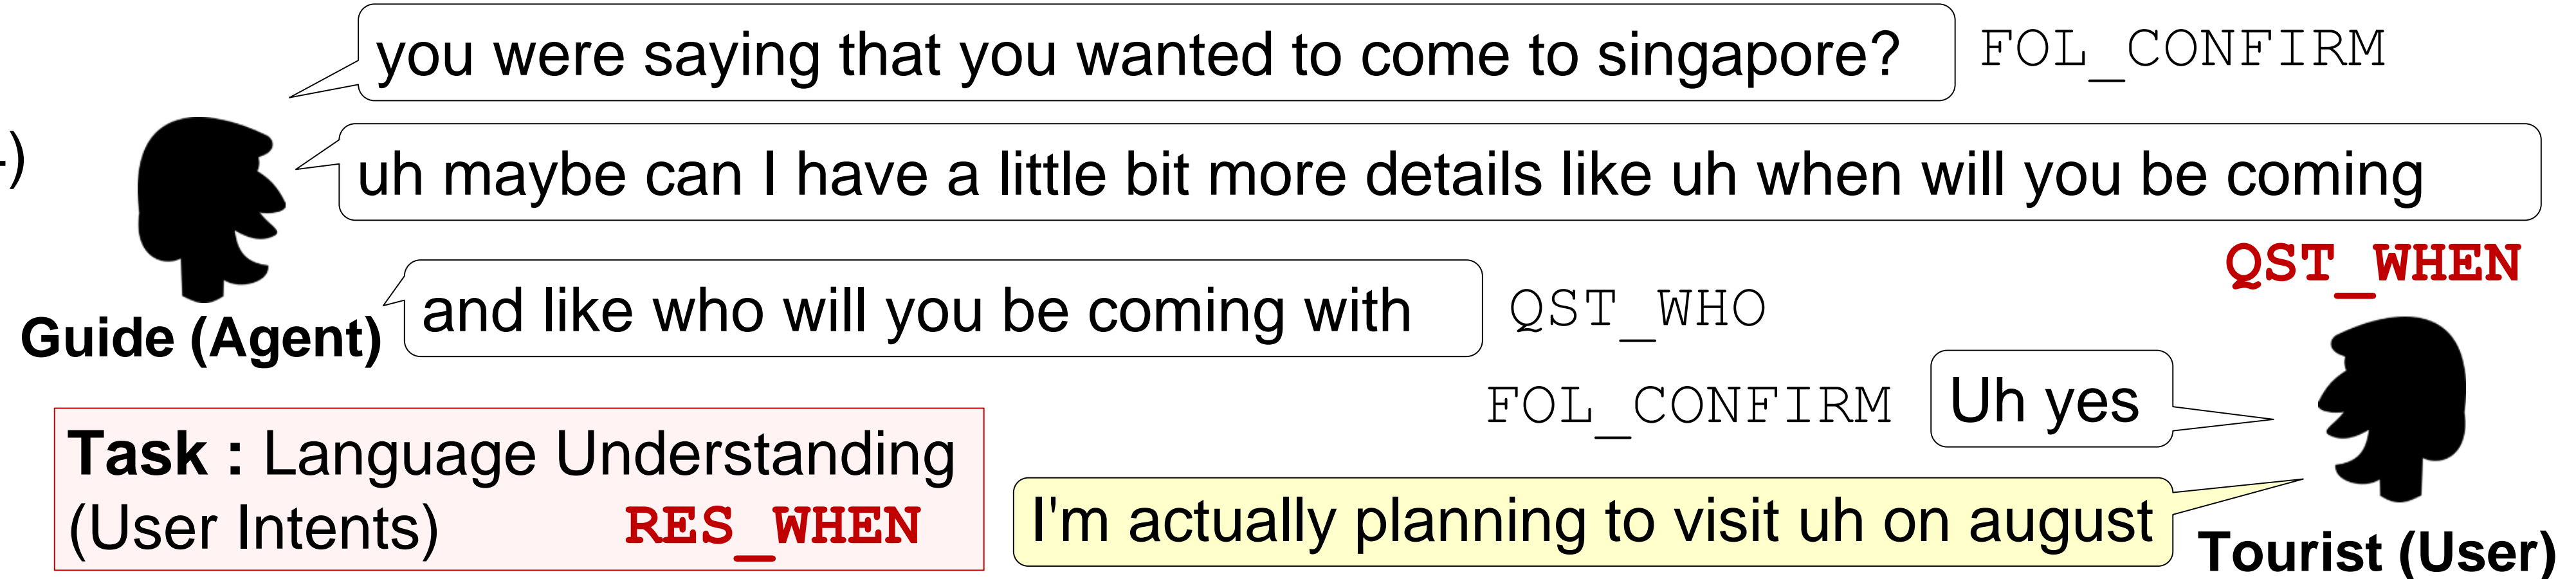 you were saying that you wanted to come to singapore? FOL_CONFIRM
uh maybe can I have a little bit more details like uh when will you be coming
QST_WHEN
and like who will you be coming with QST_WHO
Guide (Agent)
FOL_CONFIRM Uh yes
Task : Language Understanding
(User Intents) RES_WHEN
I'm actually planning to visit uh on august
Tourist (User)